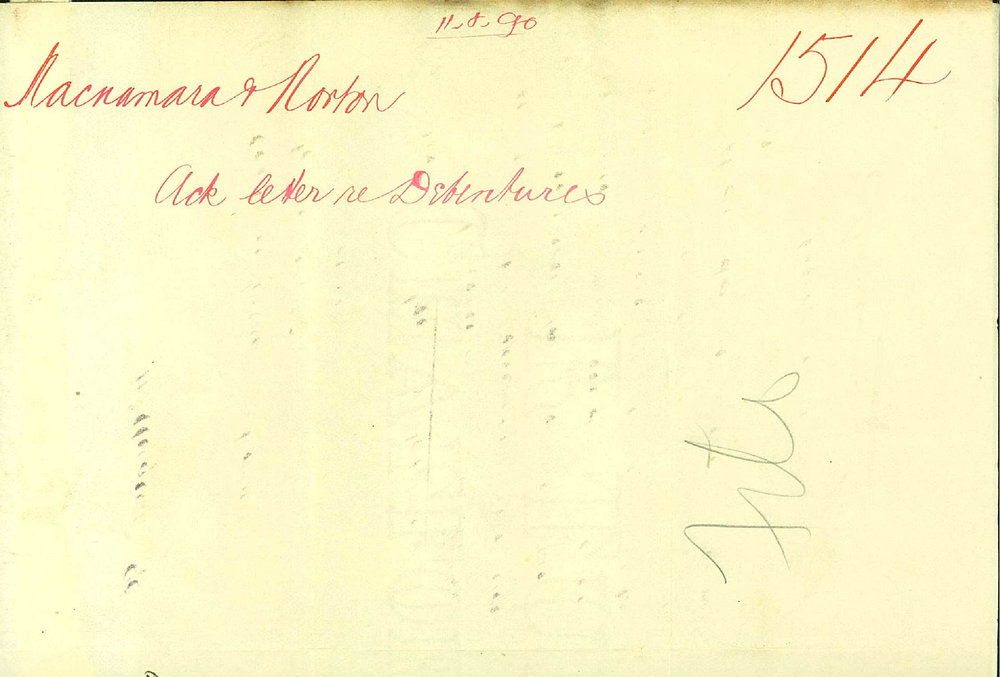 11.8.90
1514
Macnamara & Norton
Ack letter re Debentures